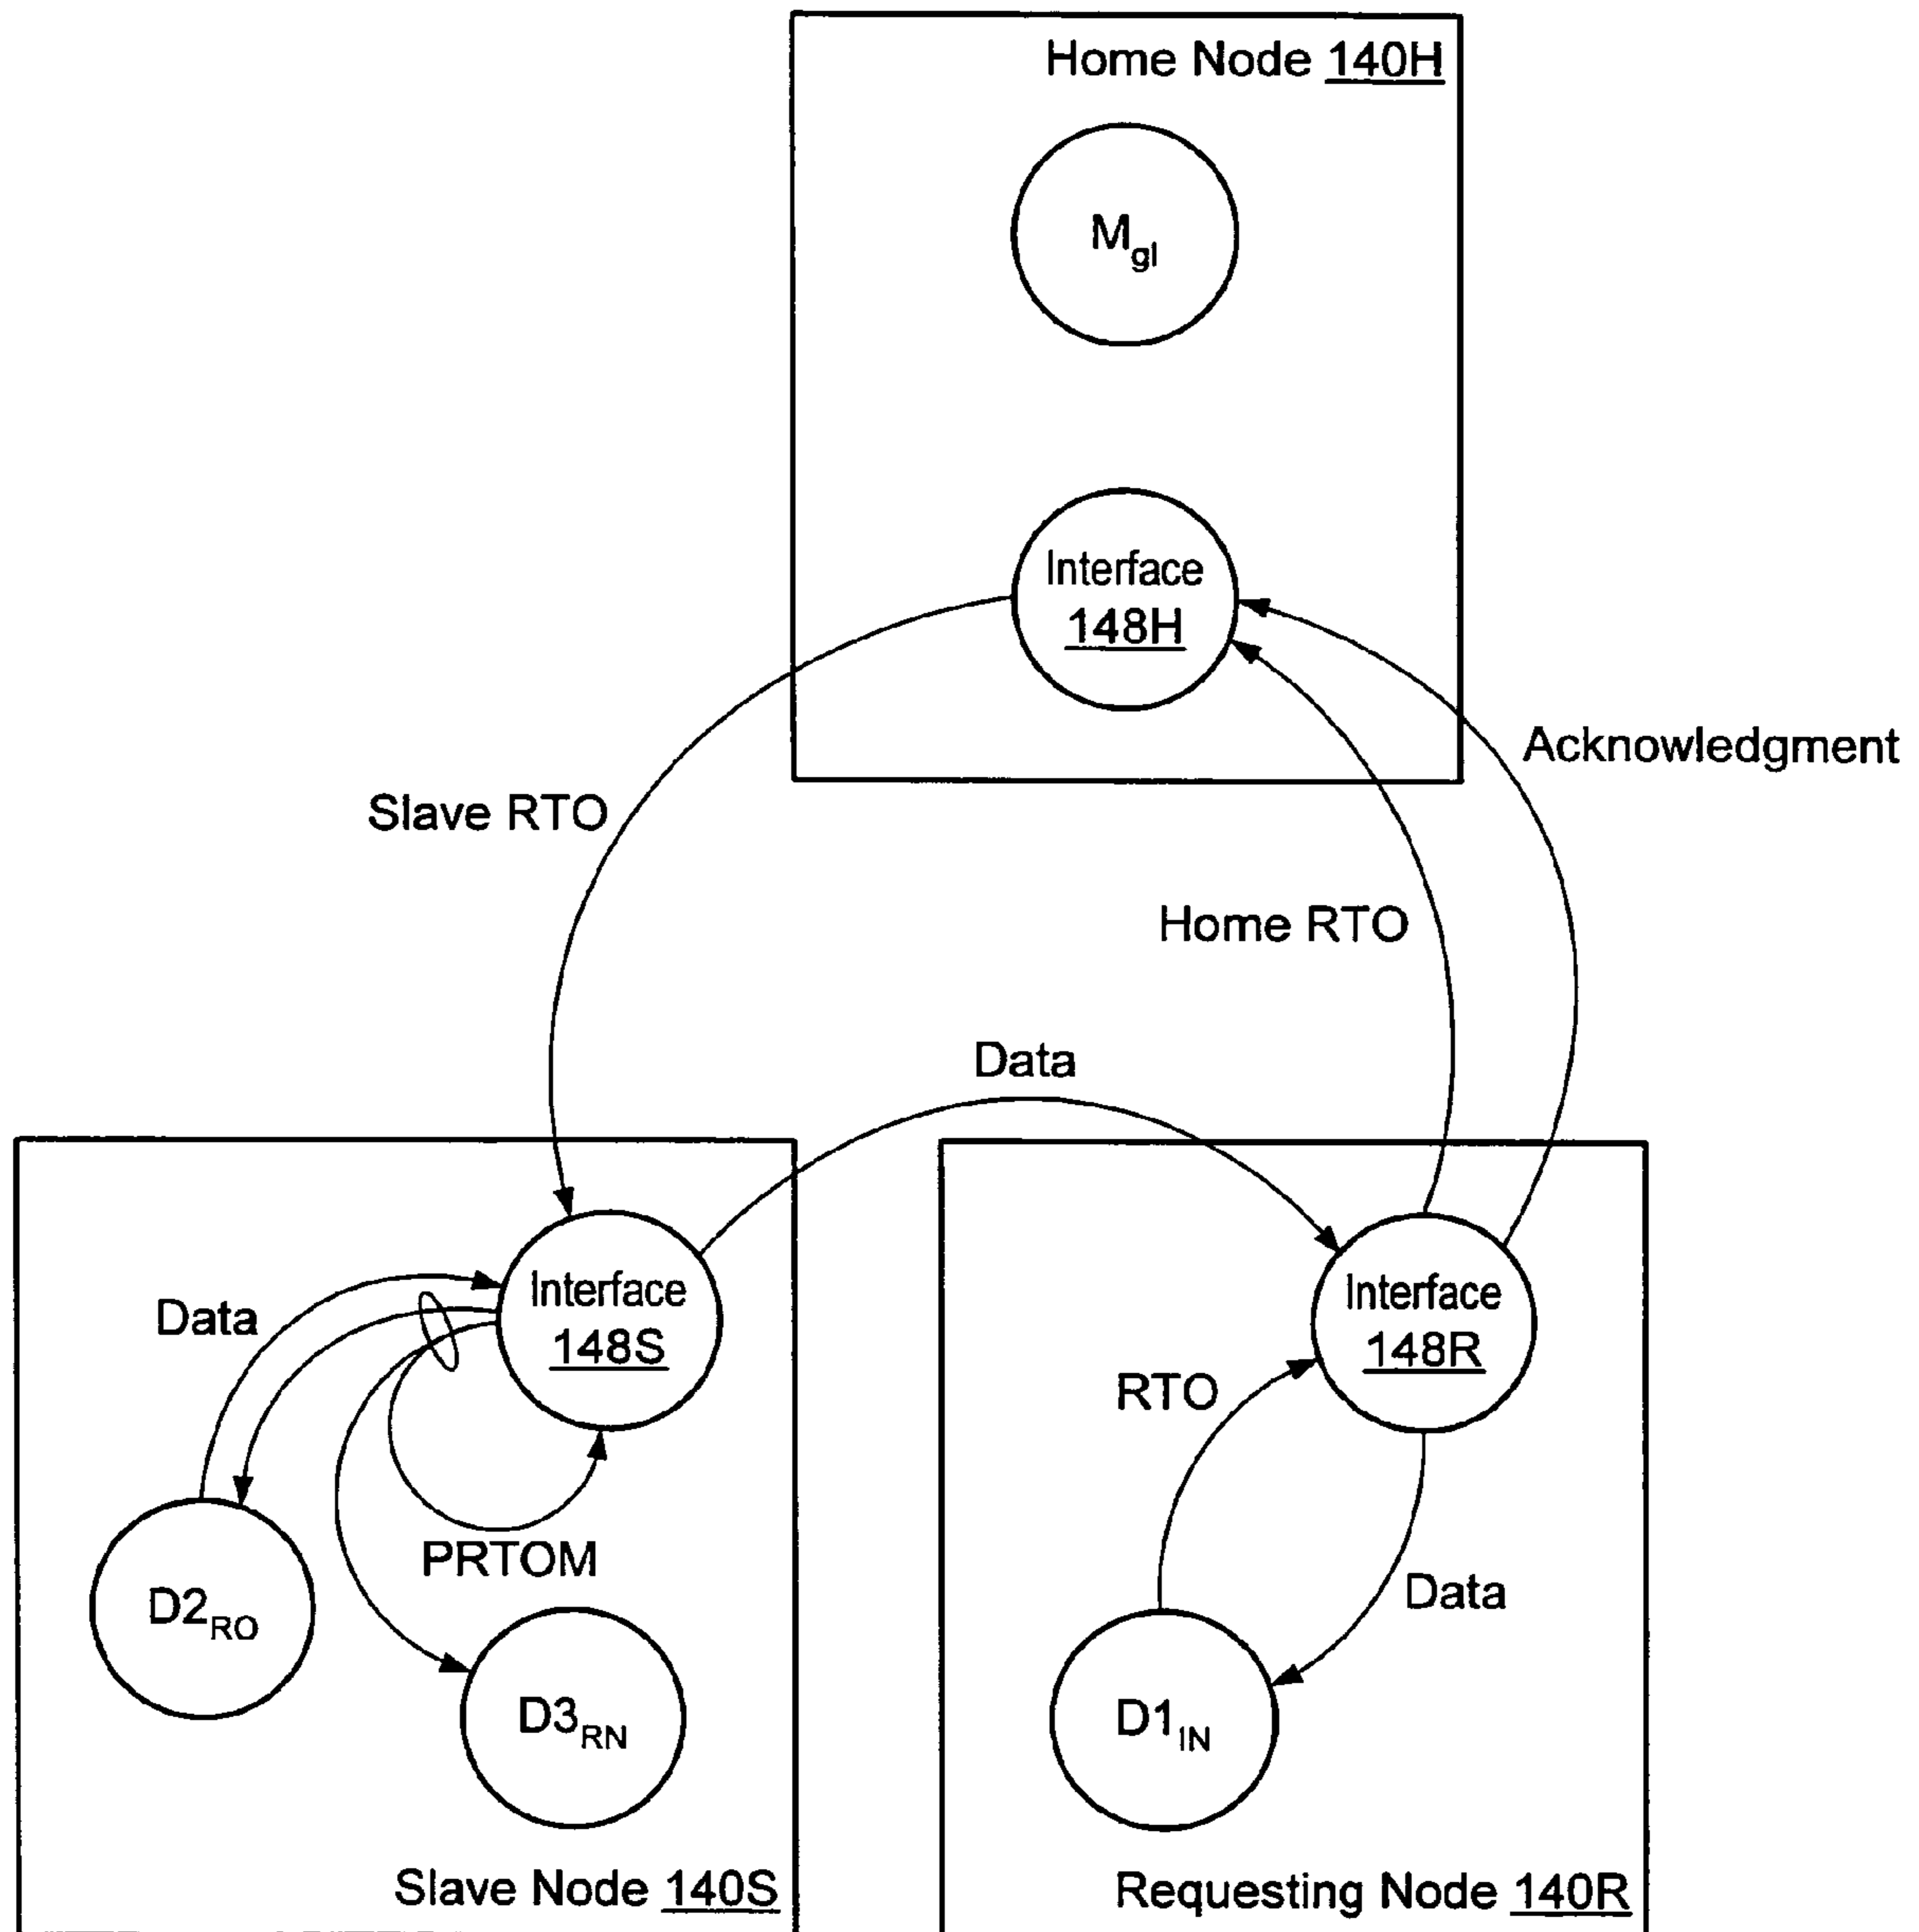 Home Node 140H
Mgl
Interface
148H
Acknowledgment
Slave RTO
Home RTO
Data
Interface
148S
Data
Interface
148R
RTO
PRTOM
D2RO
Data
D3RN
D1IN
Slave Node 140S
Requesting Node 140R